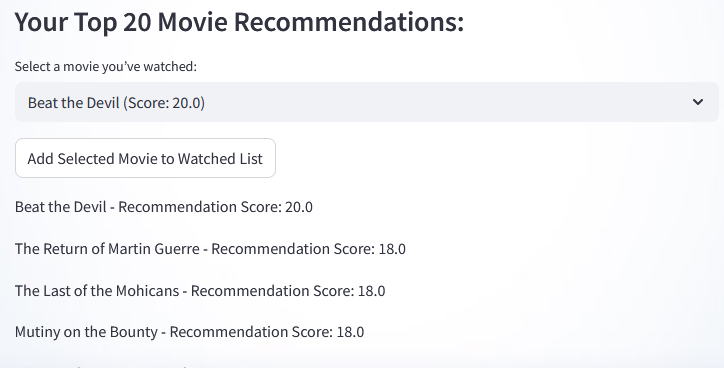 Your Top 20 Movie Recommendations:
Select a movie you've watched:
Beat the Devil (Score: 20.0)
Add Selected Movie to Watched List
Beat the Devil - Recommendation Score: 20.0
The Return of Martin Guerre - Recommendation Score: 18.0
The Last of the Mohicans - Recommendation Score: 18.0
Mutiny on the Bounty - Recommendation Score: 18.0